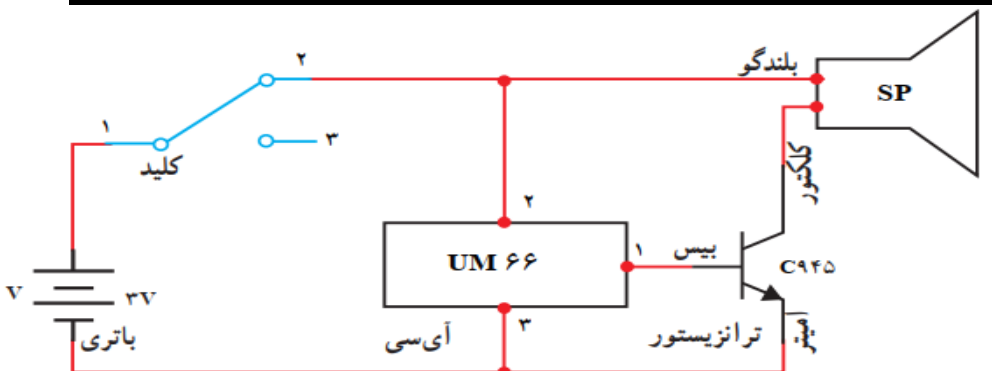 ۲
بلندگو
SP
۱
۳
کلید
کلکتور
۲
UM ۶۶
۱
بیس
C۹۴۵
V
۳V
باتری
۳
آی‌سی
ترانزیستور
امیتر